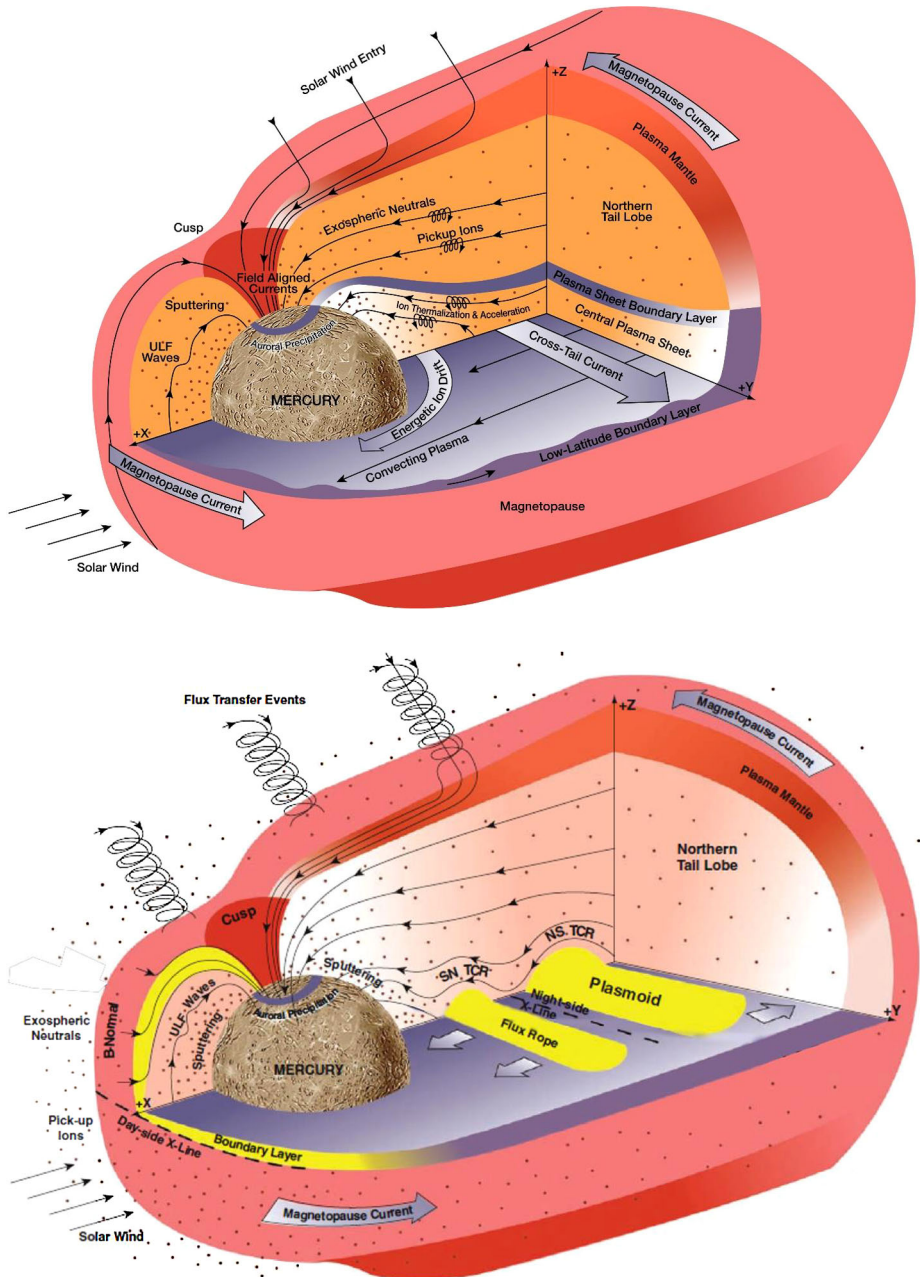 Solar Wind Entry
+Z
Magnetopause Current
Plasma Mantle
Northern
Tail Lobe
Cusp
Exospheric Neutrals
Pickup Ions
Field Aligned
Currents
Sputtering
ULF
Waves
Auroral Precipitation
Ion Thermalization & Acceleration
Plasma Sheet Boundary Layer
Central Plasma Sheet
Cross-Tail Current
MERCURY
Energetic Ion Drift
+Y
+X
Convecting Plasma
Low-Latitude Boundary Layer
Magnetopause Current
Magnetopause
Solar Wind
Flux Transfer Events
+Z
Magnetopause Current
Plasma Mantle
Northern
Tail Lobe
Cusp
NS TCR
SN TCR
Sputtering
Plasmoid
Night-side
X-Line
Flux Rope
Auroral Precipitation
ULF Waves
Sputtering
B-Normal
Exospheric
Neutrals
MERCURY
+Y
+X
Pick-up
Ions
Day-side X-Line
Boundary Layer
Magnetopause Current
Solar Wind